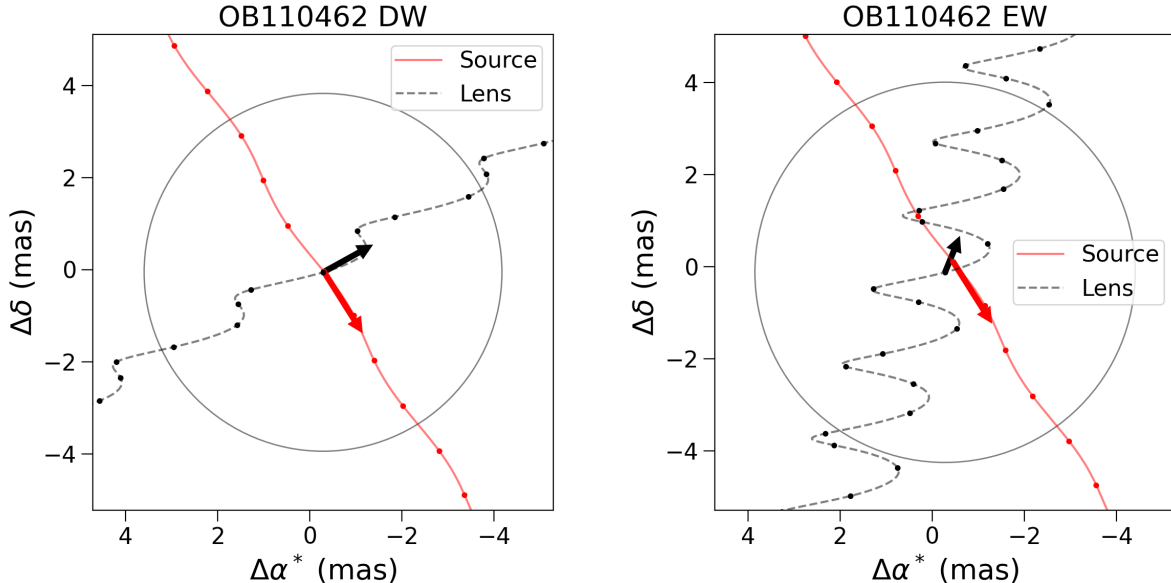 OB110462 DW
Source
Lens
4
2
0
−2
−4
Δδ (mas)
4
2
0
−2
−4
Δα* (mas)
OB110462 EW
Source
Lens
4
2
0
−2
−4
Δδ (mas)
4
2
0
−2
−4
Δα* (mas)